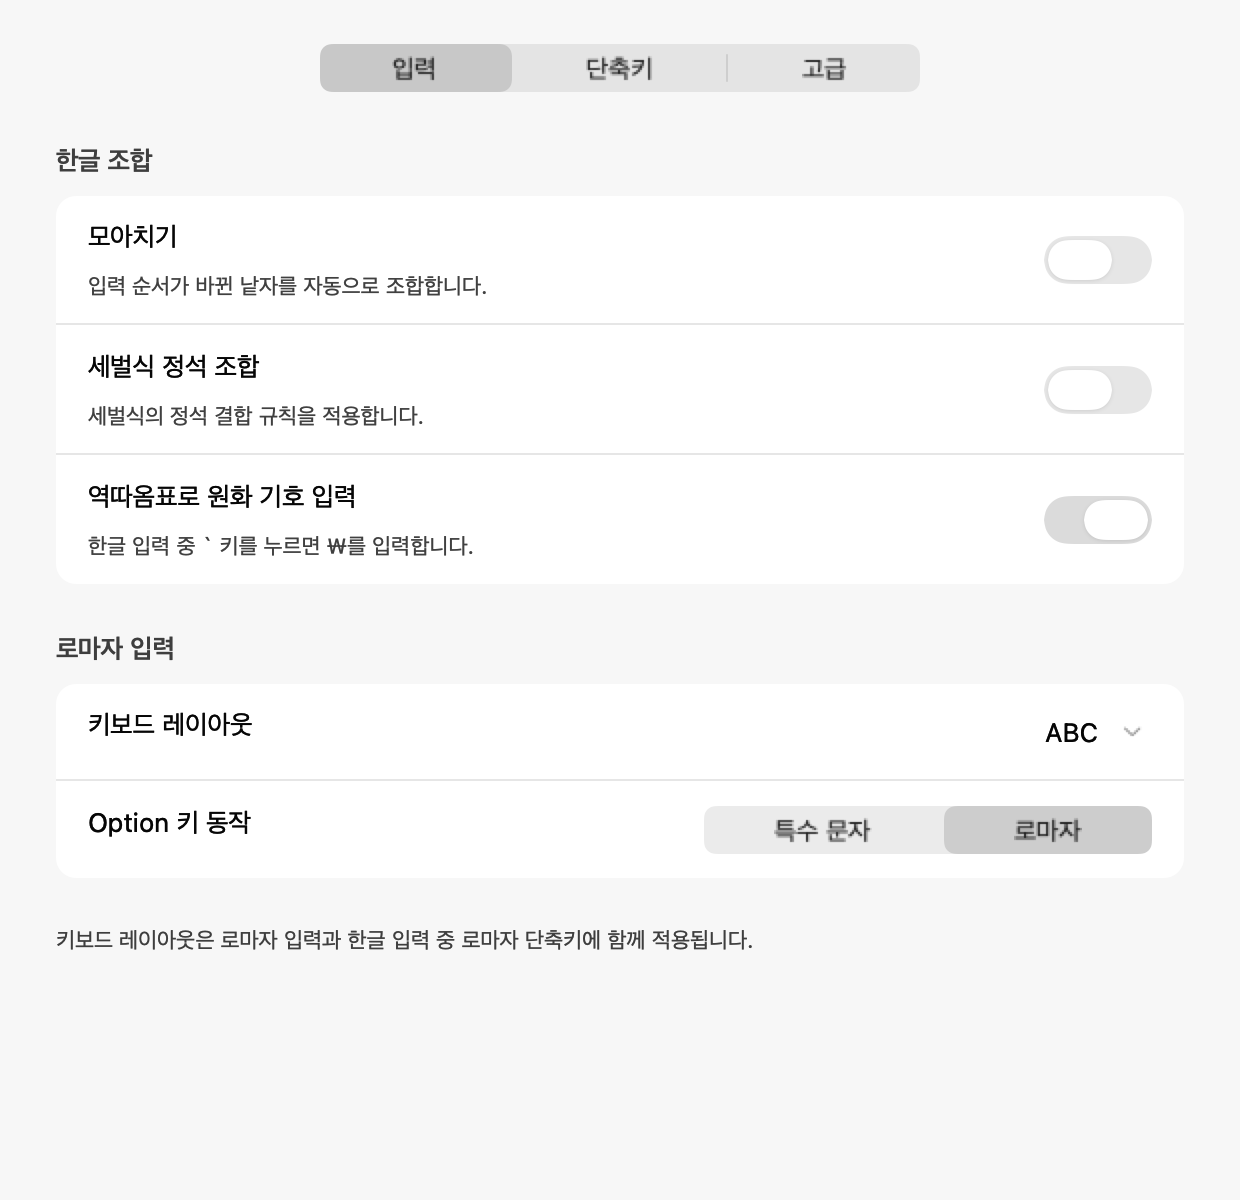 입력
단축키
고급
한글 조합
모아치기
입력 순서가 바뀐 낱자를 자동으로 조합합니다.
세벌식 정석 조합
세벌식의 정석 결합 규칙을 적용합니다.
역따옴표로 원화 기호 입력
한글 입력 중 ` 키를 누르면 ₩를 입력합니다.
로마자 입력
키보드 레이아웃
ABC
Option 키 동작
특수 문자
로마자
키보드 레이아웃은 로마자 입력과 한글 입력 중 로마자 단축키에 함께 적용됩니다.